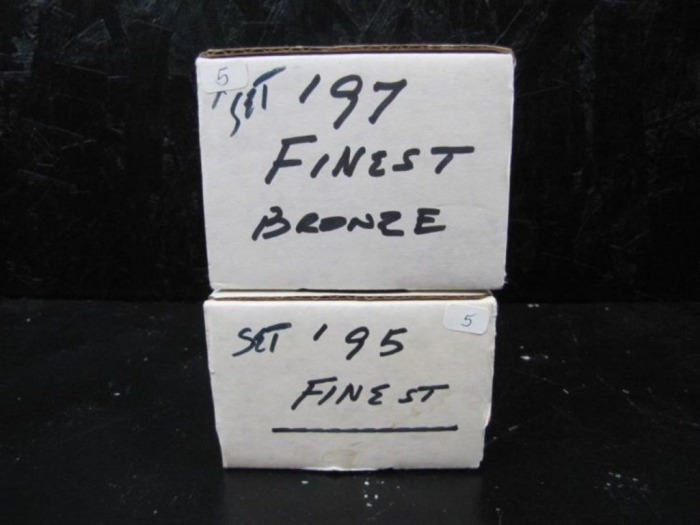 5
SET '97
FINEST
BRONZE
SET '95
5
FINEST